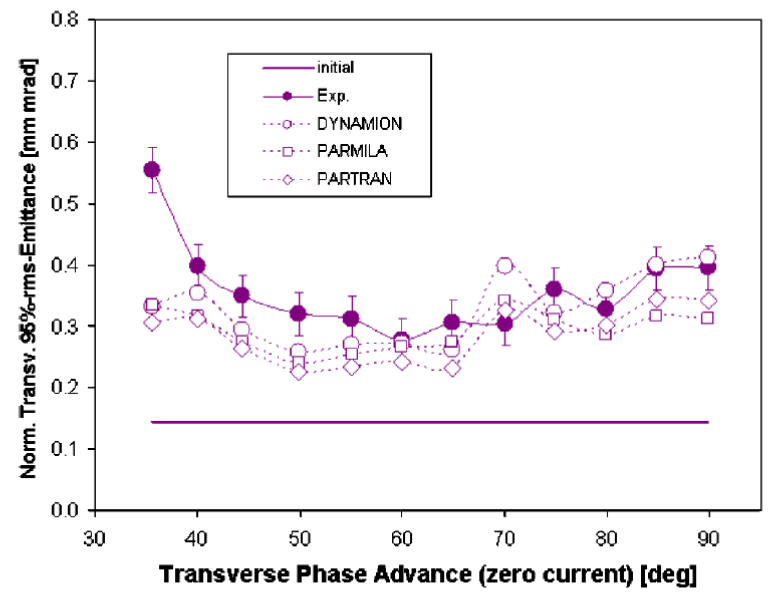 0.8
0.7
0.6
0.5
0.4
0.3
0.2
0.1
0.0
Norm. Transv. 95%-rms-Emittance [mm mrad]
initial
Exp.
DYNAMION
PARMILA
PARTRAN
30 40 50 60 70 80 90
Transverse Phase Advance (zero current) [deg]